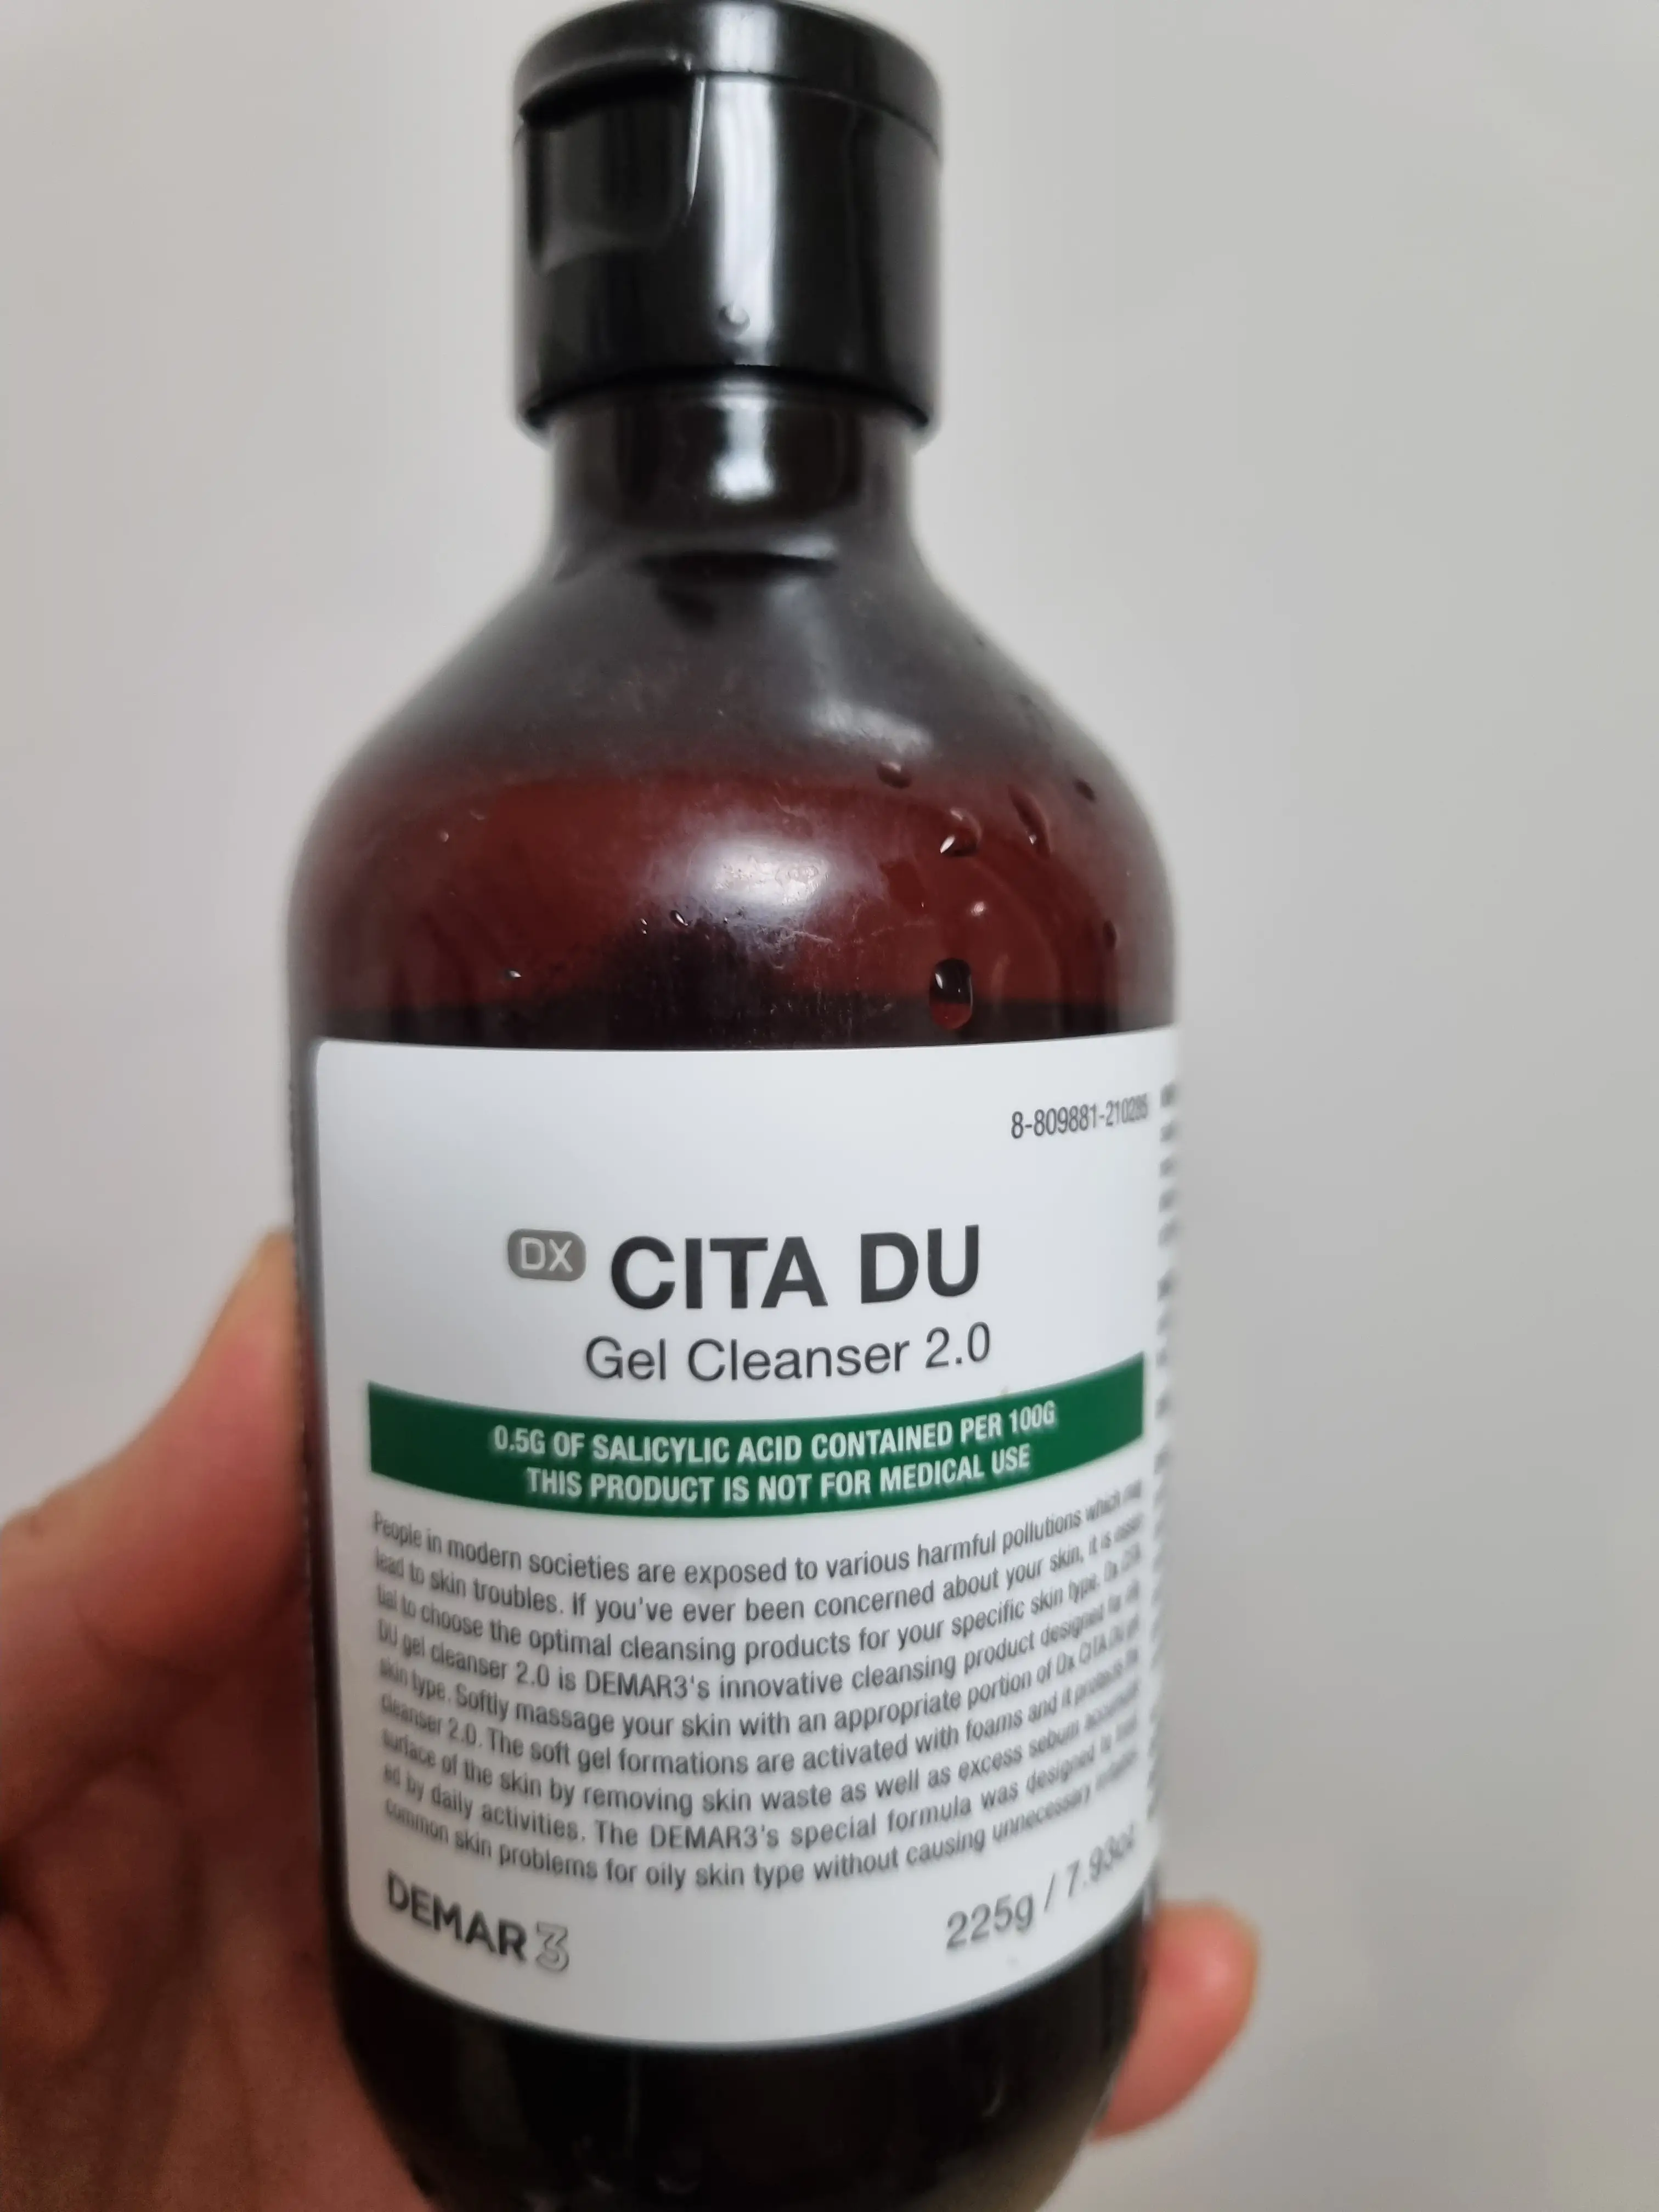 8-809881-210285
DX CITA DU
Gel Cleanser 2.0
0.5G OF SALICYLIC ACID CONTAINED PER 100G
THIS PRODUCT IS NOT FOR MEDICAL USE
People in modern societies are exposed to various harmful pollutions which may
lead to skin troubles. If you've ever been concerned about your skin, it is essen
tial to choose the optimal cleansing products for your specific skin type. Dx CITA
DU gel cleanser 2.0 is DEMAR3's innovative cleansing product designed for oily
skin type. Softly massage your skin with an appropriate portion of Dx CITA DU gel
cleanser 2.0. The soft gel formations are activated with foams and it protects the
surface of the skin by removing skin waste as well as excess sebum accumulat
ed by daily activities. The DEMAR3's special formula was designed to
common skin problems for oily skin type without causing unnecessary
DEMAR3
225g / 7.93oz